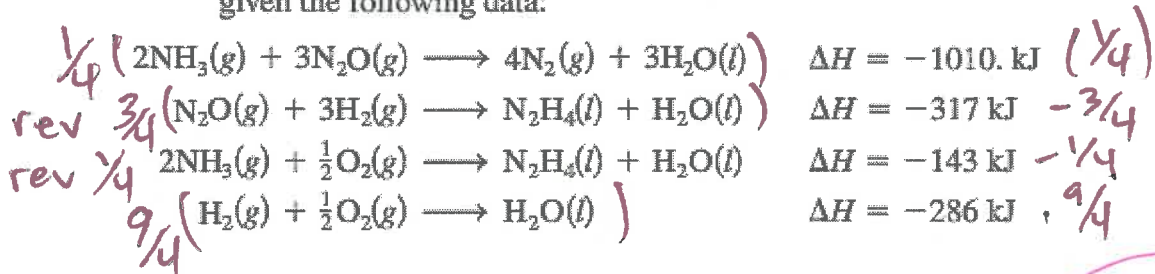 given the following data:
1/4 ( 2NH₃(g) + 3N₂O(g) ⟶ 4N₂(g) + 3H₂O(l) ) ΔH = −1010. kJ (1/4)
rev 3/4 (N₂O(g) + 3H₂(g) ⟶ N₂H₄(l) + H₂O(l) ) ΔH = −317 kJ −3/4
rev 1/4 2NH₃(g) + ½O₂(g) ⟶ N₂H₄(l) + H₂O(l) ΔH = −143 kJ −1/4
9/4 ( H₂(g) + ½O₂(g) ⟶ H₂O(l) ) ΔH = −286 kJ . 9/4